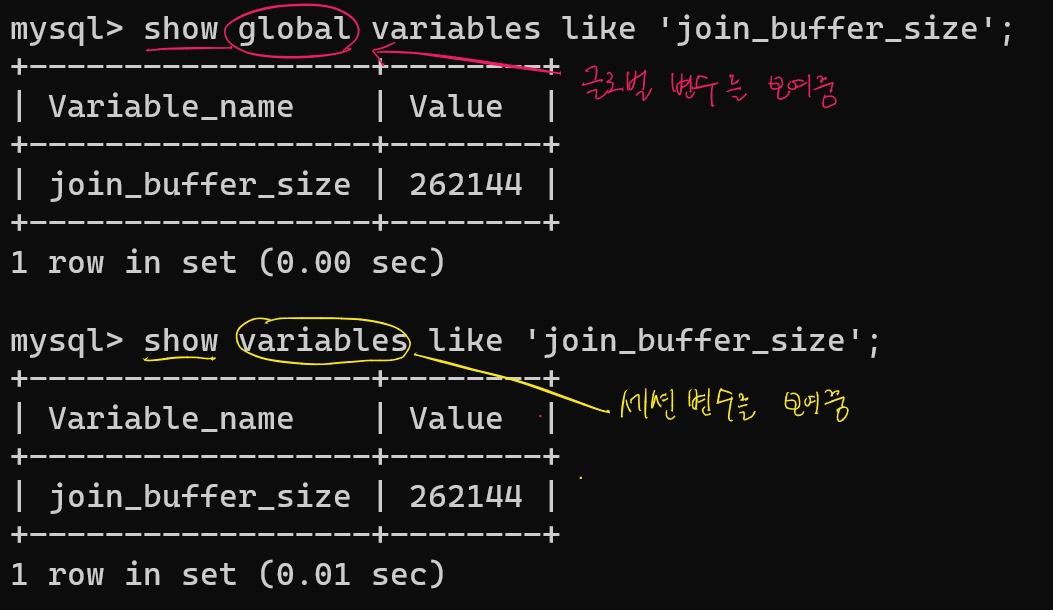 mysql> show global variables like 'join_buffer_size';
+-----------------+--------+
글로벌 변수를 보여줌
| Variable_name   | Value  |
+-----------------+--------+
| join_buffer_size | 262144 |
+-----------------+--------+
1 row in set (0.00 sec)
mysql> show variables like 'join_buffer_size';
+-----------------+--------+
세션 변수를 보여줌
| Variable_name   | Value  |
+-----------------+--------+
| join_buffer_size | 262144 |
+-----------------+--------+
1 row in set (0.01 sec)